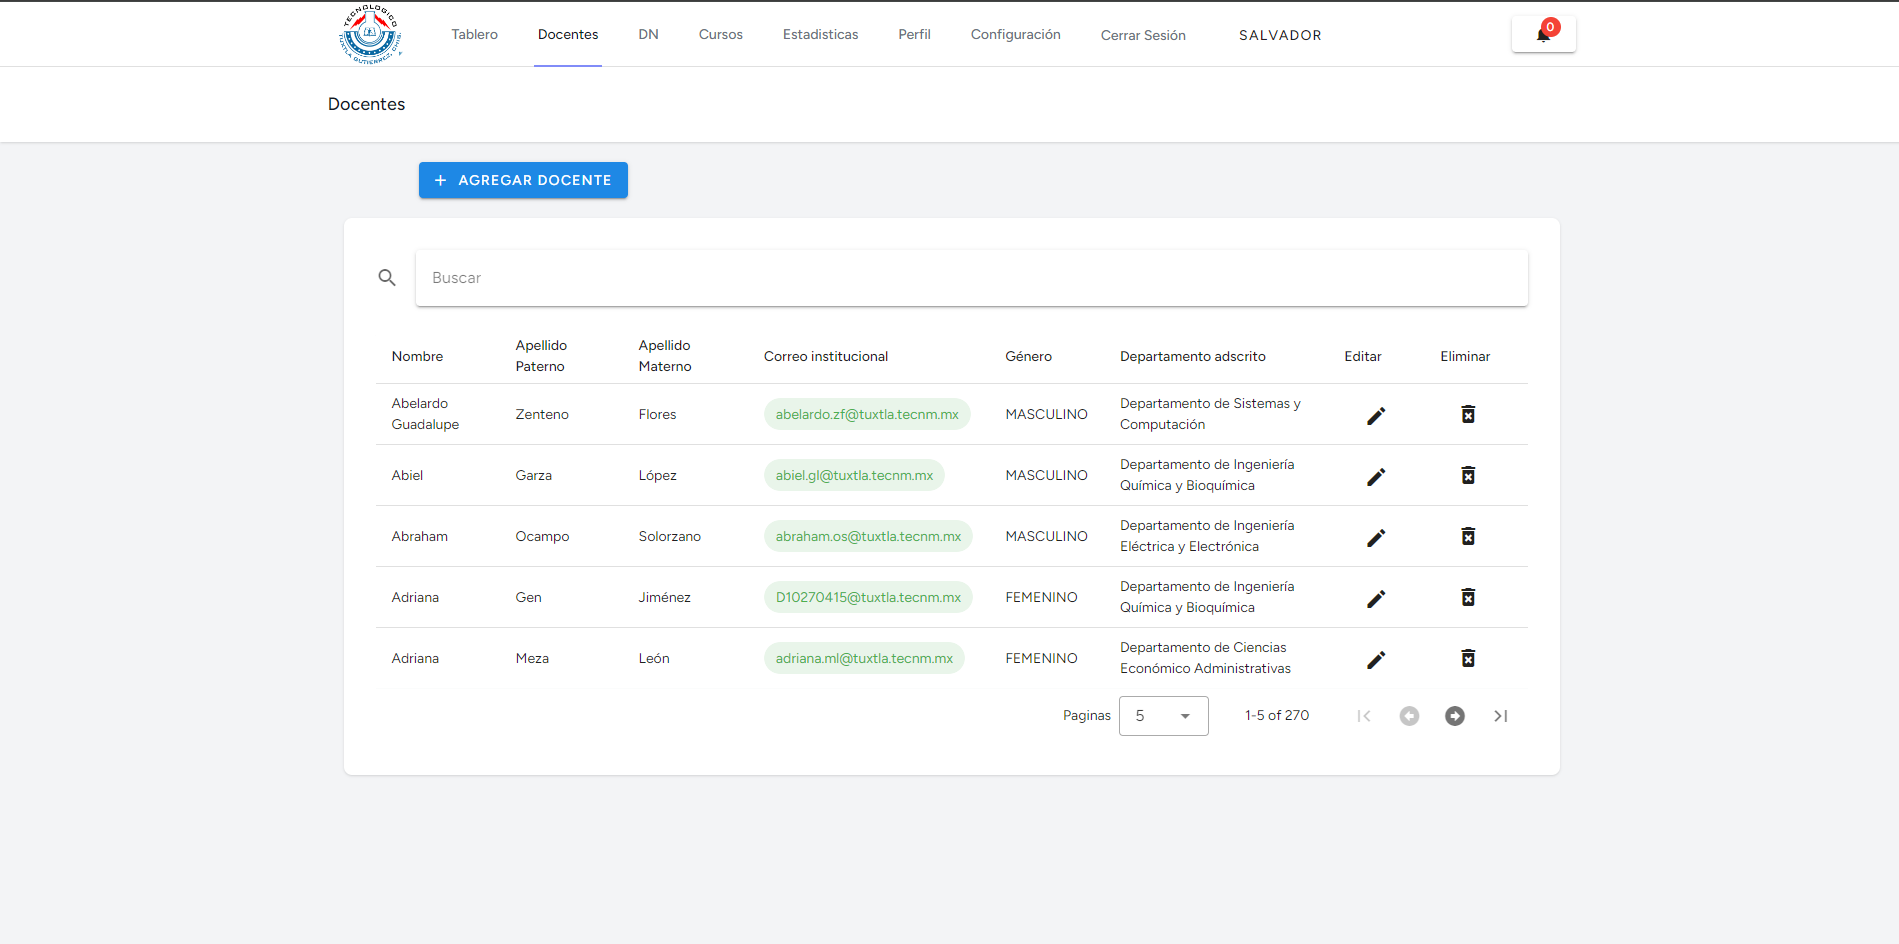 TECNOLOGICO
TUXTLA GUTIERREZ, CHIS.
Tablero Docentes DN Cursos Estadisticas Perfil Configuración Cerrar Sesión SALVADOR 0
Docentes
+ AGREGAR DOCENTE
Buscar
Nombre Apellido Paterno Apellido Materno Correo institucional Género Departamento adscrito Editar Eliminar
Abelardo Guadalupe Zenteno Flores abelardo.zf@tuxtla.tecnm.mx MASCULINO Departamento de Sistemas y Computación
Abiel Garza López abiel.gl@tuxtla.tecnm.mx MASCULINO Departamento de Ingeniería Química y Bioquímica
Abraham Ocampo Solorzano abraham.os@tuxtla.tecnm.mx MASCULINO Departamento de Ingeniería Eléctrica y Electrónica
Adriana Gen Jiménez D10270415@tuxtla.tecnm.mx FEMENINO Departamento de Ingeniería Química y Bioquímica
Adriana Meza León adriana.ml@tuxtla.tecnm.mx FEMENINO Departamento de Ciencias Económico Administrativas
Paginas 5 1-5 of 270